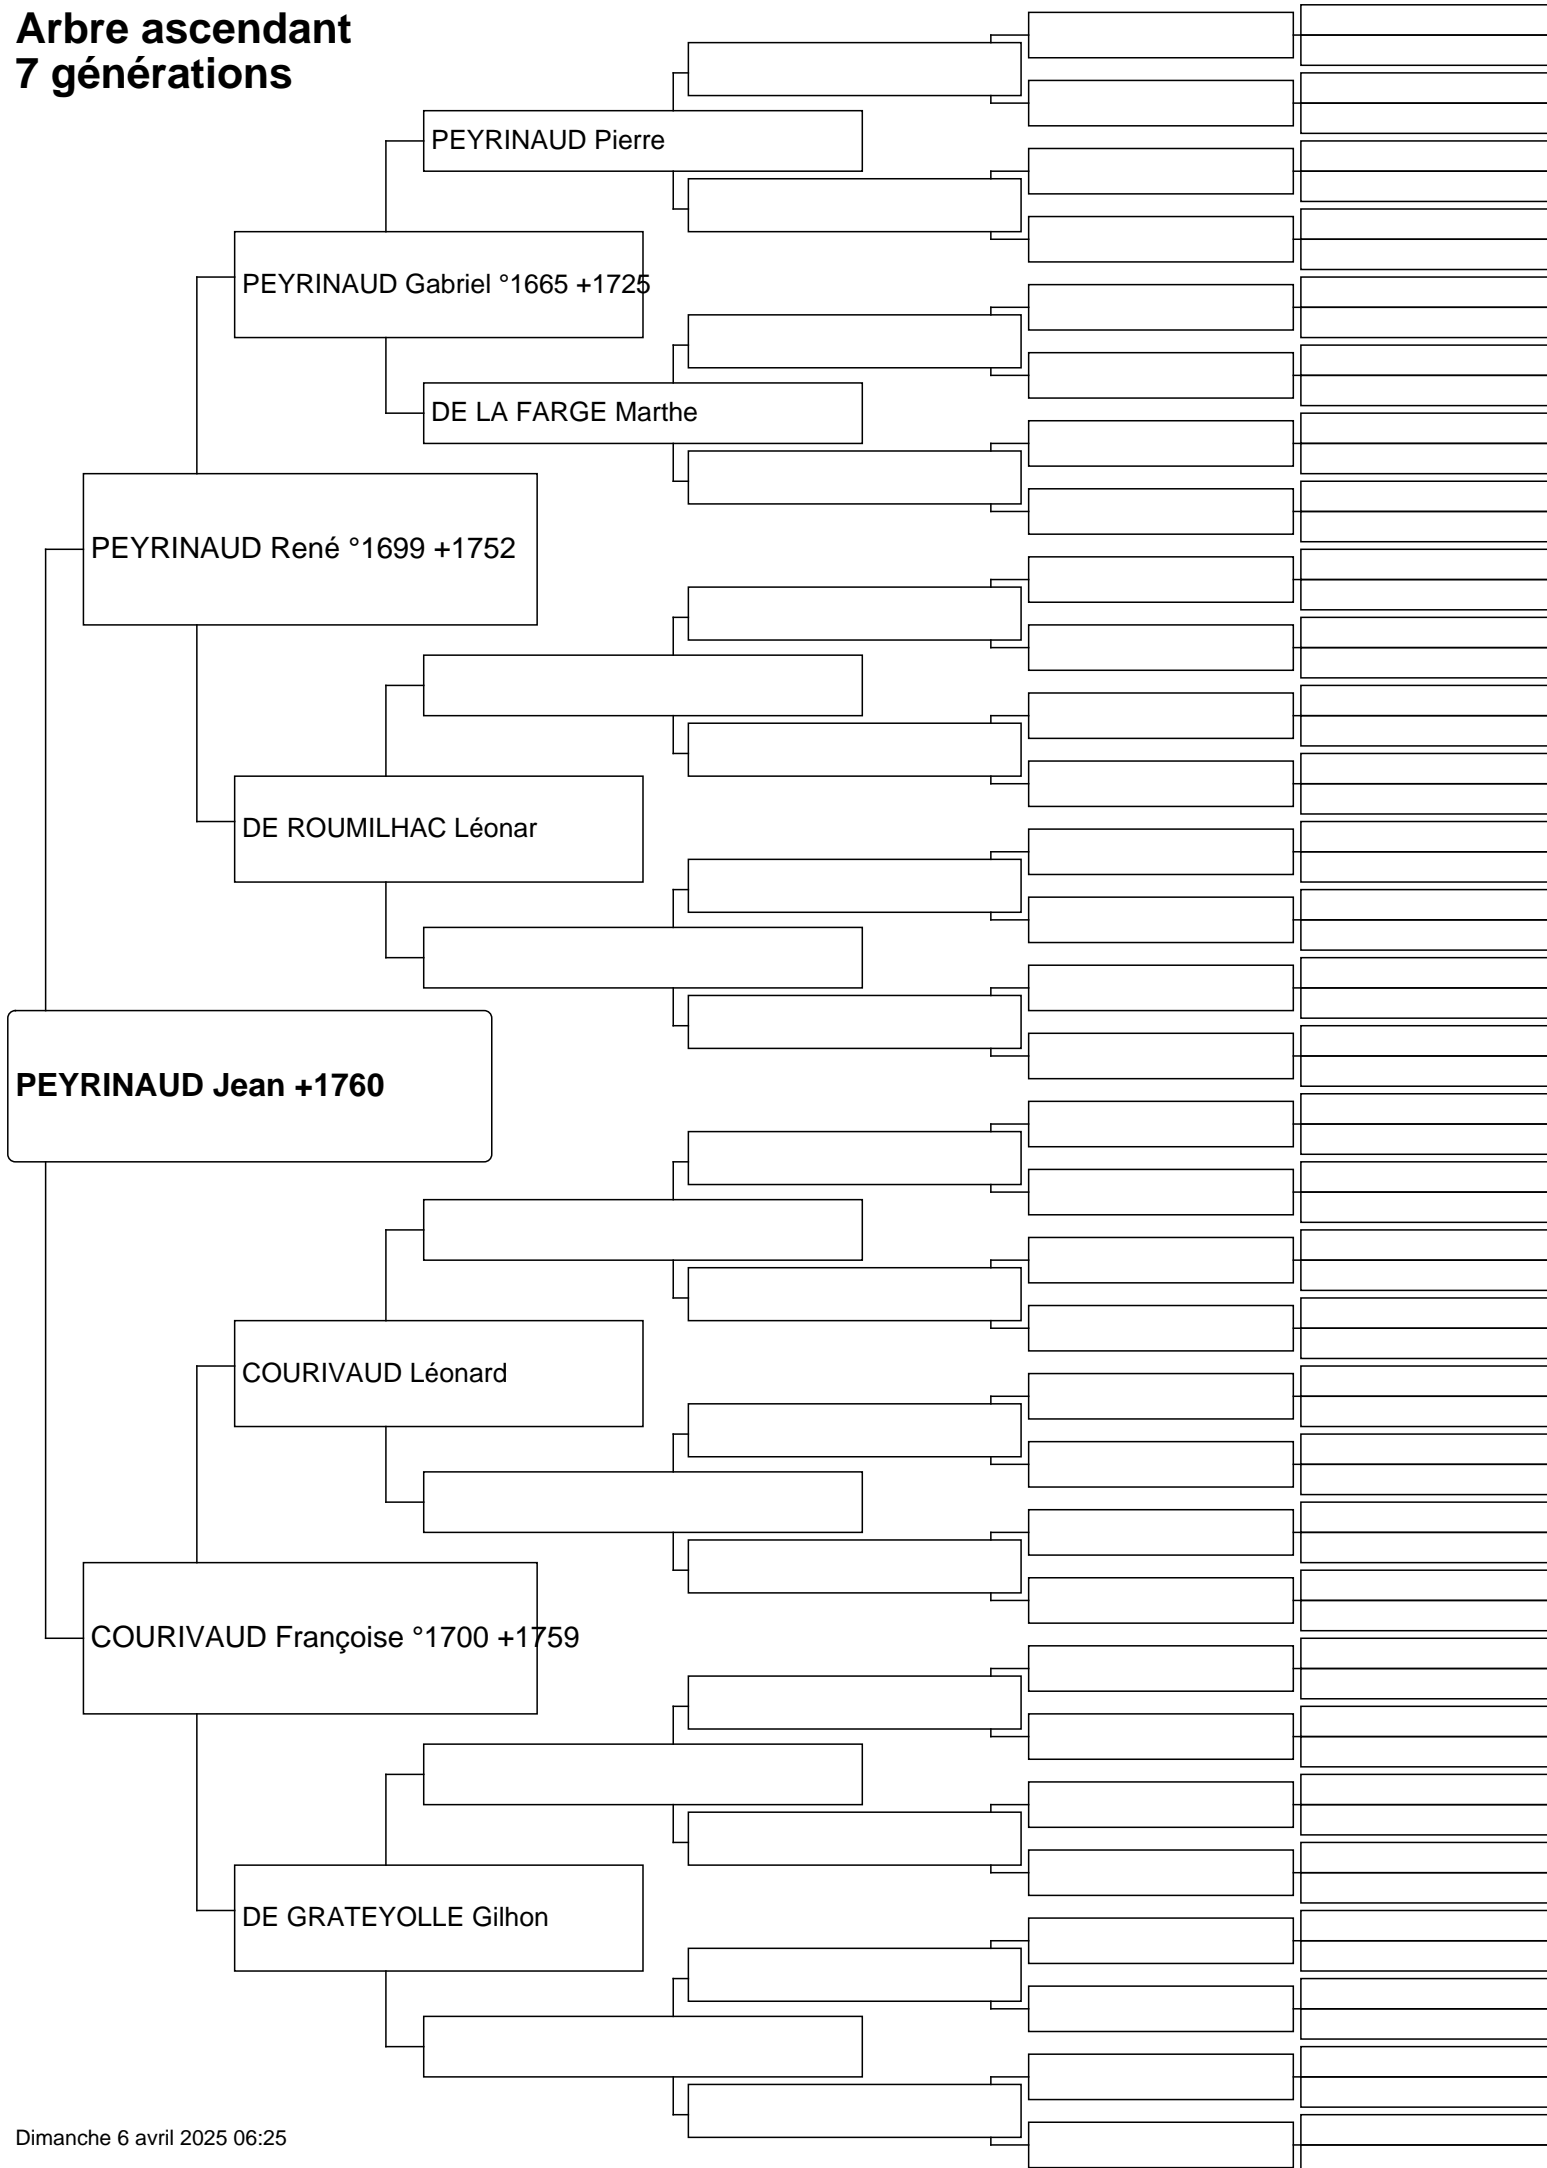 Arbre ascendant
7 générations
PEYRINAUD Pierre
PEYRINAUD Gabriel °1665 +1725
DE LA FARGE Marthe
PEYRINAUD René °1699 +1752
DE ROUMILHAC Léonar
PEYRINAUD Jean +1760
COURIVAUD Léonard
COURIVAUD Françoise °1700 +1759
DE GRATEYOLLE Gilhon
Dimanche 6 avril 2025 06:25